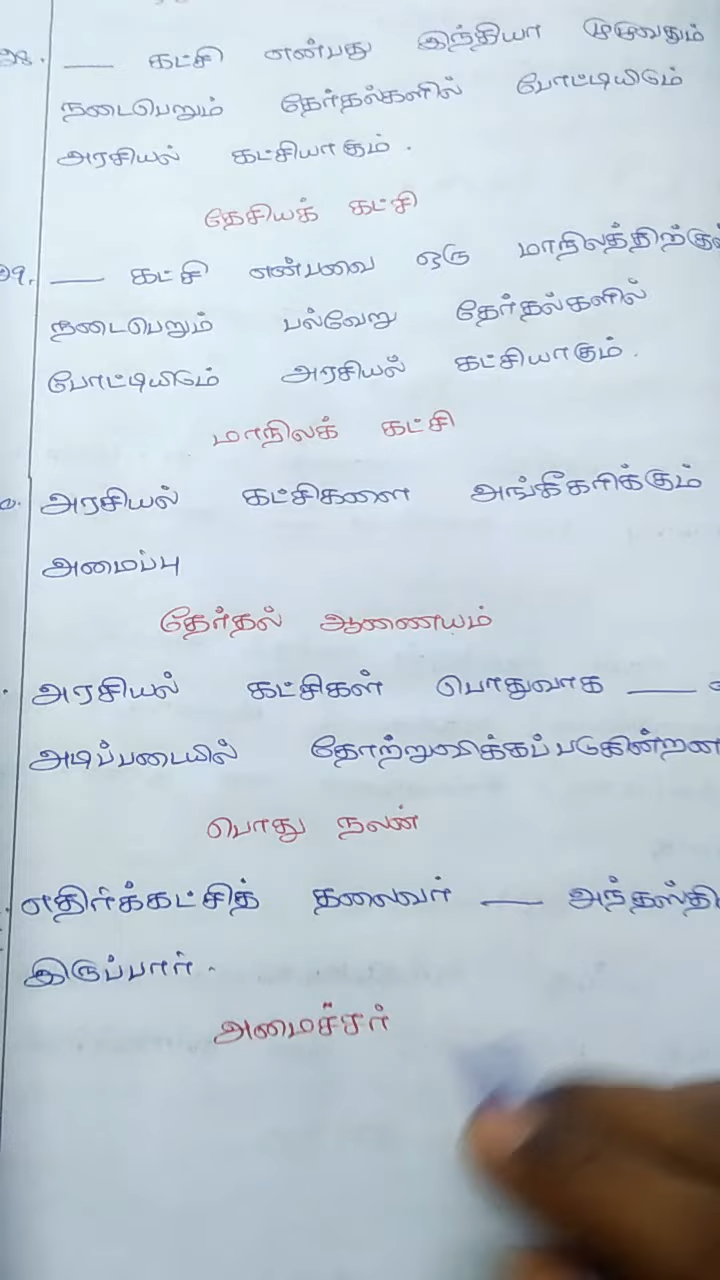 38. ___ கட்சி என்பது இந்தியா முழுவதும்
நடைபெறும் தேர்தல்களில் போட்டியிடும்
அரசியல் கட்சியாகும்.
தேசியக் கட்சி
39. ___ கட்சி என்பவை ஒரு மாநிலத்திற்குள்
நடைபெறும் பல்வேறு தேர்தல்களில்
போட்டியிடும் அரசியல் கட்சியாகும்.
மாநிலக் கட்சி
அரசியல் கட்சிகளை அங்கீகரிக்கும்
அமைப்பு
தேர்தல் ஆணையம்
அரசியல் கட்சிகள் பொதுவாக ___
அடிப்படையில் தோற்றுவிக்கப்படுகின்றன
பொது நலன்
எதிர்க்கட்சித் தலைவர் ___ அந்தஸ்தி
இருப்பார்.
அமைச்சர்